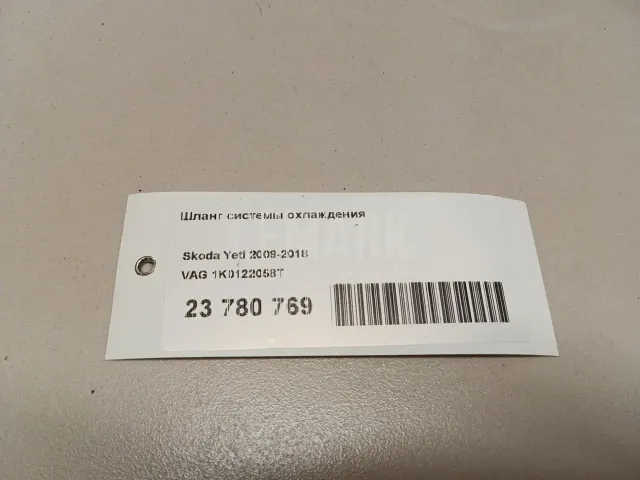 Шланг системы охлаждения
Skoda Yeti 2009-2018
VAG 1K0122058T
23 780 769